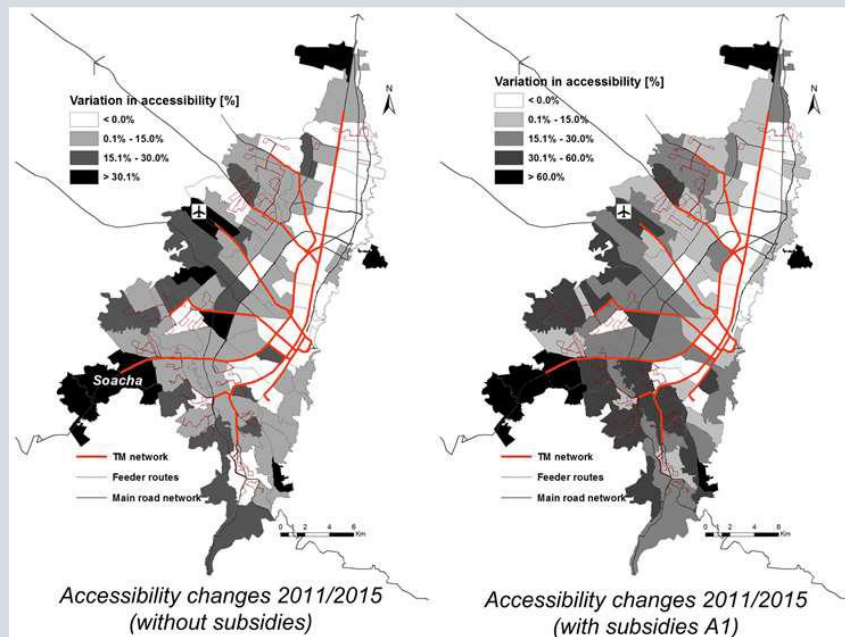 Variation in accessibility [%]
< 0.0%
0.1% - 15.0%
15.1% - 30.0%
> 30.1%
N
Soacha
TM network
Feeder routes
Main road network
0 2 4 6
Km
Accessibility changes 2011/2015
(without subsidies)
Variation in accessibility [%]
< 0.0%
0.1% - 15.0%
15.1% - 30.0%
30.1% - 60.0%
> 60.0%
N
TM network
Feeder routes
Main road network
0 2 4 6
Km
Accessibility changes 2011/2015
(with subsidies A1)